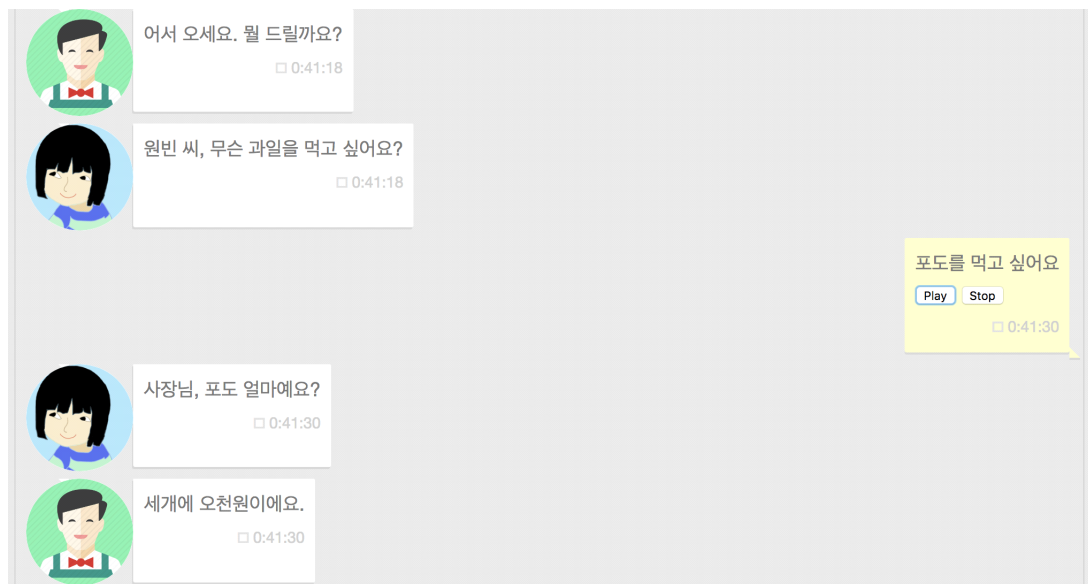 어서 오세요. 뭘 드릴까요?
0:41:18
원빈 씨, 무슨 과일을 먹고 싶어요?
0:41:18
포도를 먹고 싶어요
Play Stop
0:41:30
사장님, 포도 얼마예요?
0:41:30
세개에 오천원이에요.
0:41:30